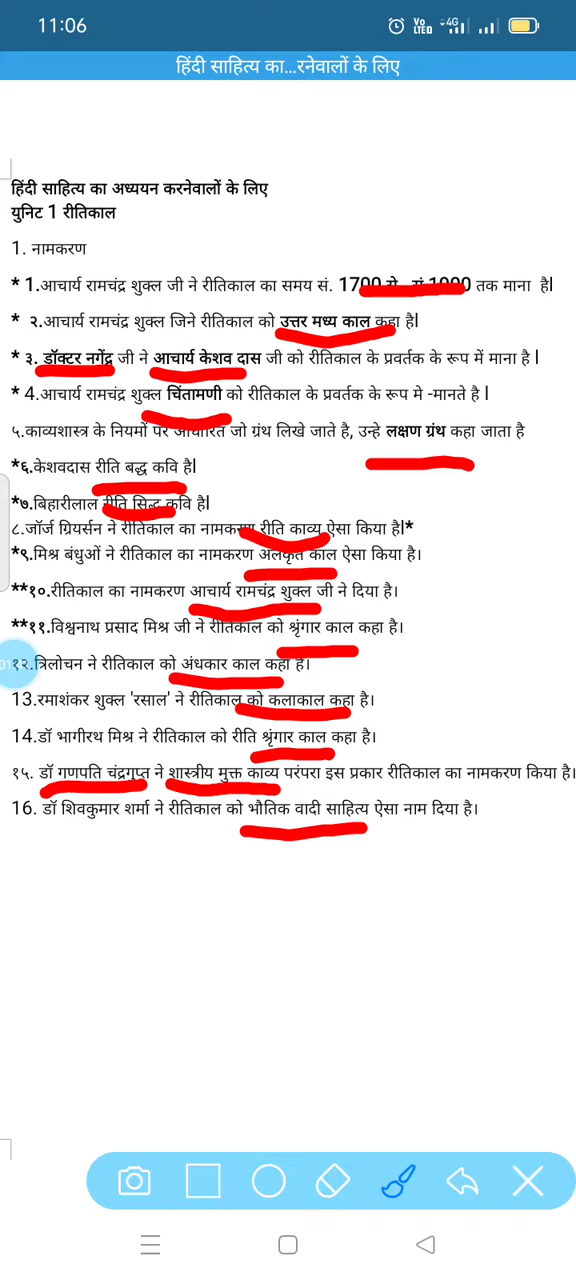 11:06
Vo LTED 4G
हिंदी साहित्य का...रनेवालों के लिए
हिंदी साहित्य का अध्ययन करनेवालों के लिए
युनिट 1 रीतिकाल
1. नामकरण
* 1.आचार्य रामचंद्र शुक्ल जी ने रीतिकाल का समय सं. 1700 से सं 1900 तक माना है।
* २.आचार्य रामचंद्र शुक्ल जिने रीतिकाल को उत्तर मध्य काल कहा है।
* ३. डॉक्टर नगेंद्र जी ने आचार्य केशव दास जी को रीतिकाल के प्रवर्तक के रूप में माना है |
* 4.आचार्य रामचंद्र शुक्ल चिंतामणी को रीतिकाल के प्रवर्तक के रूप मे -मानते है |
५.काव्यशास्त्र के नियमों पर आधारित जो ग्रंथ लिखे जाते है, उन्हे लक्षण ग्रंथ कहा जाता है
*६.केशवदास रीति बद्ध कवि है।
*७.बिहारीलाल रीति सिद्ध कवि है।
८.जॉर्ज ग्रियर्सन ने रीतिकाल का नामकरण रीति काव्य ऐसा किया है।*
*९.मिश्र बंधुओं ने रीतिकाल का नामकरण अलंकृत काल ऐसा किया है।
**१०.रीतिकाल का नामकरण आचार्य रामचंद्र शुक्ल जी ने दिया है।
**११.विश्वनाथ प्रसाद मिश्र जी ने रीतिकाल को श्रृंगार काल कहा है।
१२.त्रिलोचन ने रीतिकाल को अंधकार काल कहा है।
13.रमाशंकर शुक्ल 'रसाल' ने रीतिकाल को कलाकाल कहा है।
14.डॉ भागीरथ मिश्र ने रीतिकाल को रीति श्रृंगार काल कहा है।
१५. डॉ गणपति चंद्रगुप्त ने शास्त्रीय मुक्त काव्य परंपरा इस प्रकार रीतिकाल का नामकरण किया है।
16. डॉ शिवकुमार शर्मा ने रीतिकाल को भौतिक वादी साहित्य ऐसा नाम दिया है।